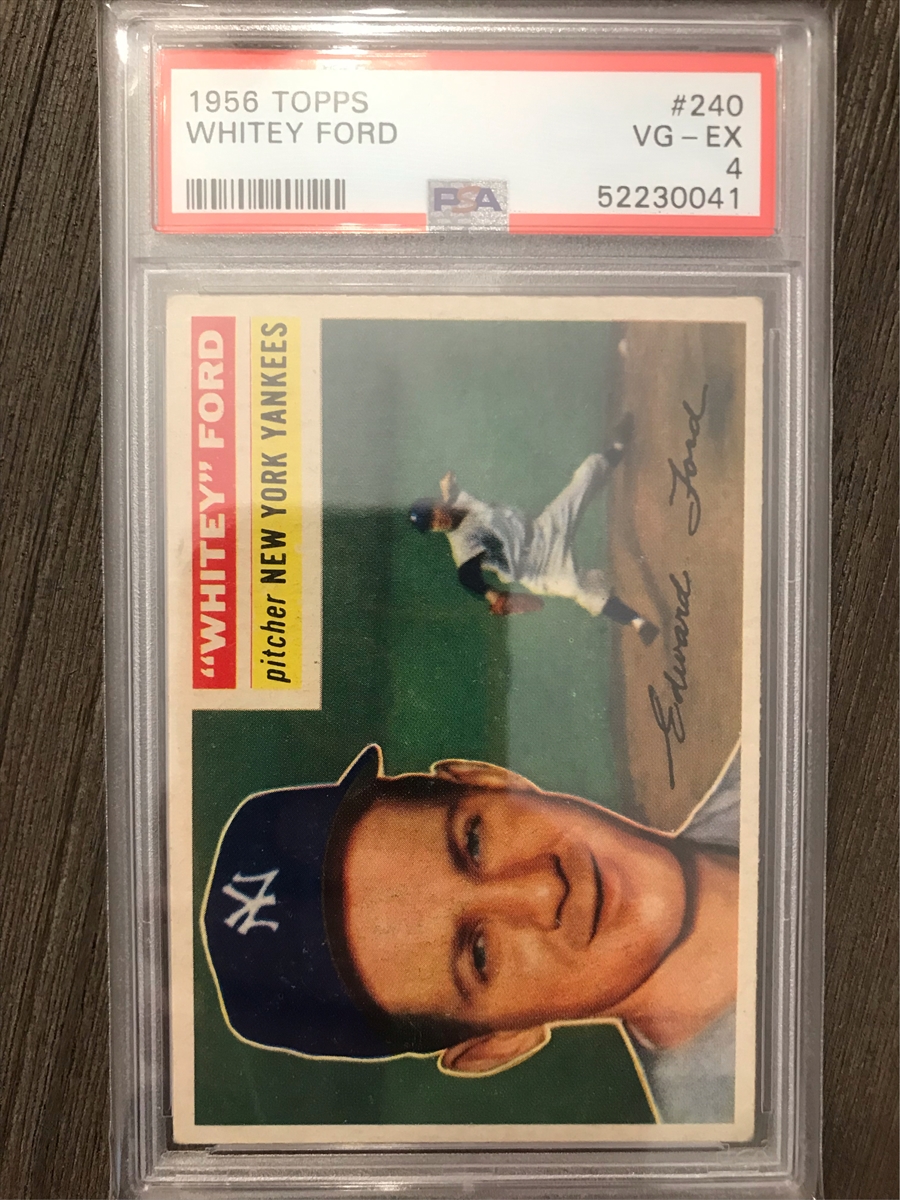 1956 TOPPS #240
WHITEY FORD VG – EX
4
PSA 52230041
"WHITEY" FORD
pitcher NEW YORK YANKEES
Edward Ford
NY